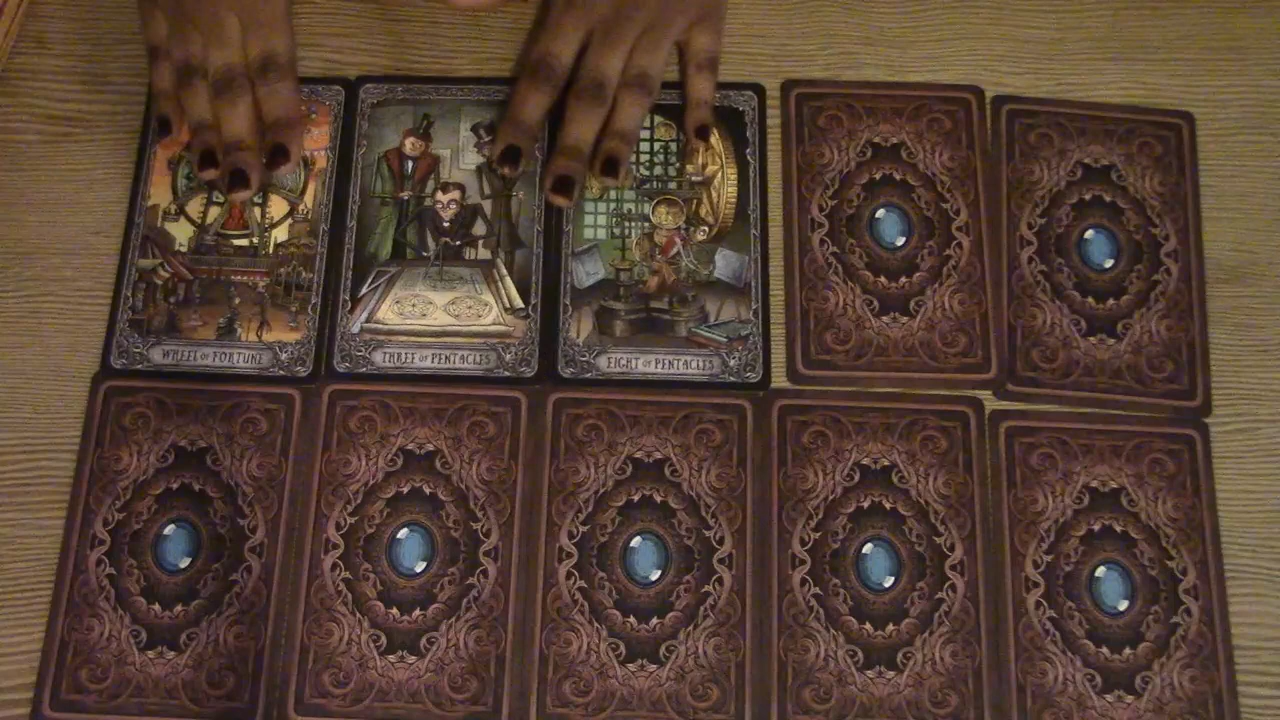 WHEEL OF FORTUNE
THREE OF PENTACLES
EIGHT OF PENTACLES